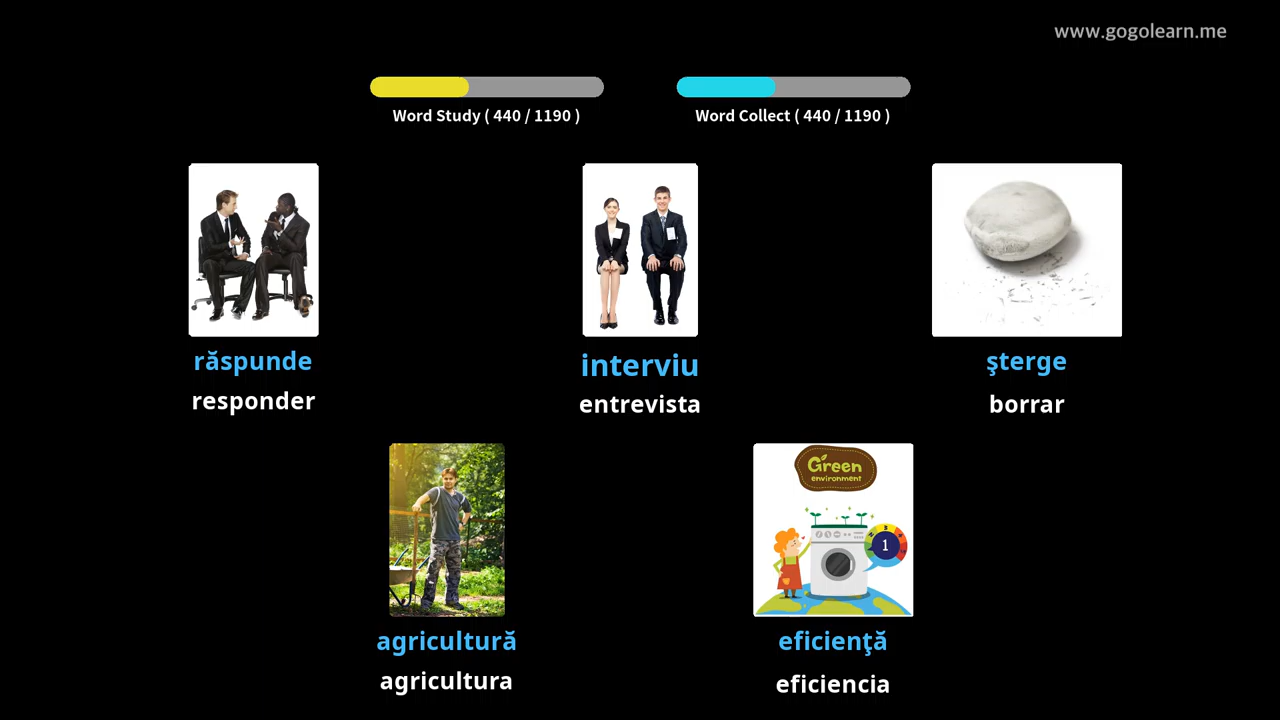 www.gogolearn.me
Word Study ( 440 / 1190 )
Word Collect ( 440 / 1190 )
răspunde
responder
interviu
entrevista
şterge
borrar
Green
environment
1
agricultură
agricultura
eficienţă
eficiencia